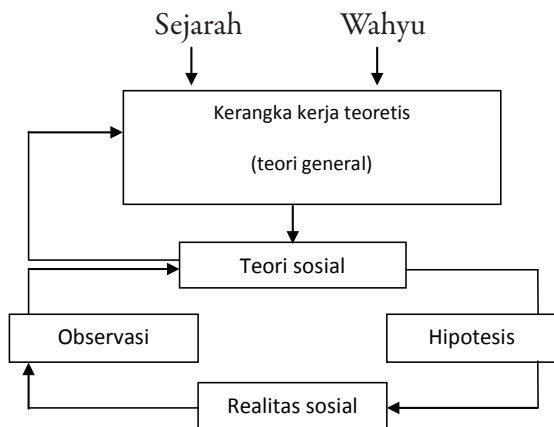 Sejarah Wahyu
Kerangka kerja teoretis
(teori general)
Teori sosial
Observasi Hipotesis
Realitas sosial